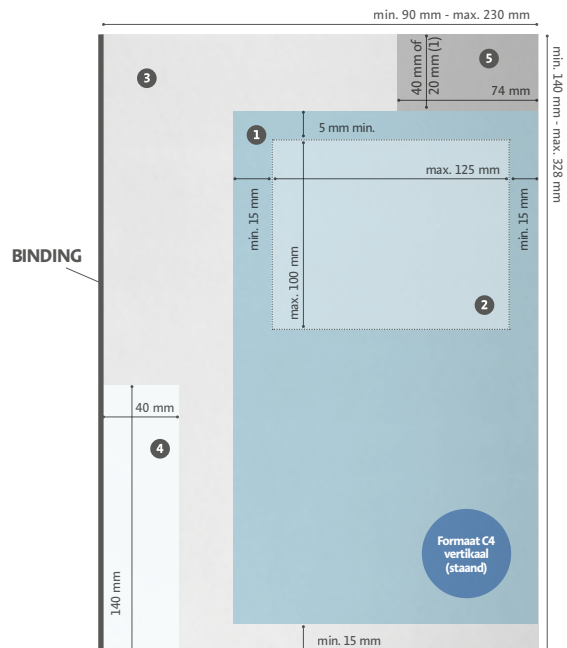 min. 90 mm - max. 230 mm
3
5
40 mm of
20 mm (1)
74 mm
min. 140 mm - max. 328 mm
1
5 mm min.
max. 125 mm
min. 15 mm
min. 15 mm
max. 100 mm
BINDING
2
40 mm
4
Formaat C4
vertikaal
(staand)
140 mm
min. 15 mm